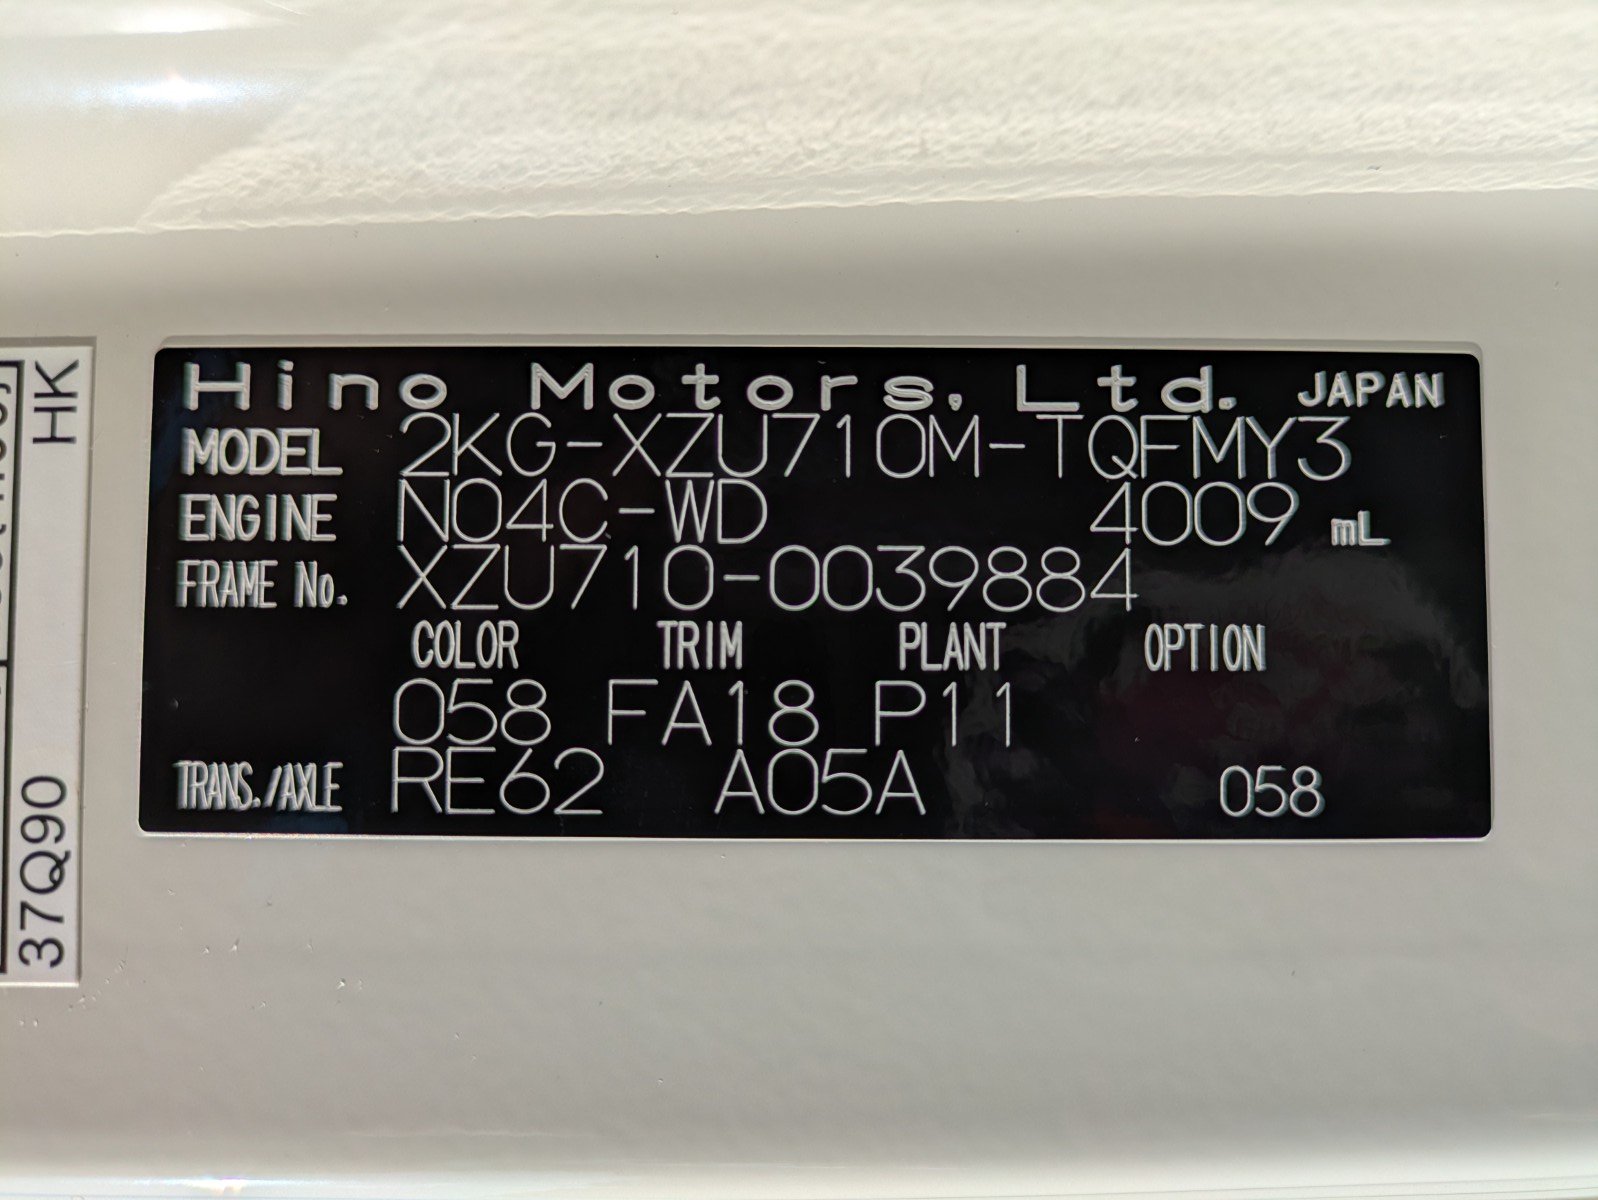 Hino Motors, Ltd. JAPAN
MODEL 2KG-XZU710M-TQFMY3
ENGINE N04C-WD 4009 mL
FRAME No. XZU710-0039884
COLOR TRIM PLANT OPTION
058 FA18 P11
TRANS./AXLE RE62 A05A 058
37Q90 HK